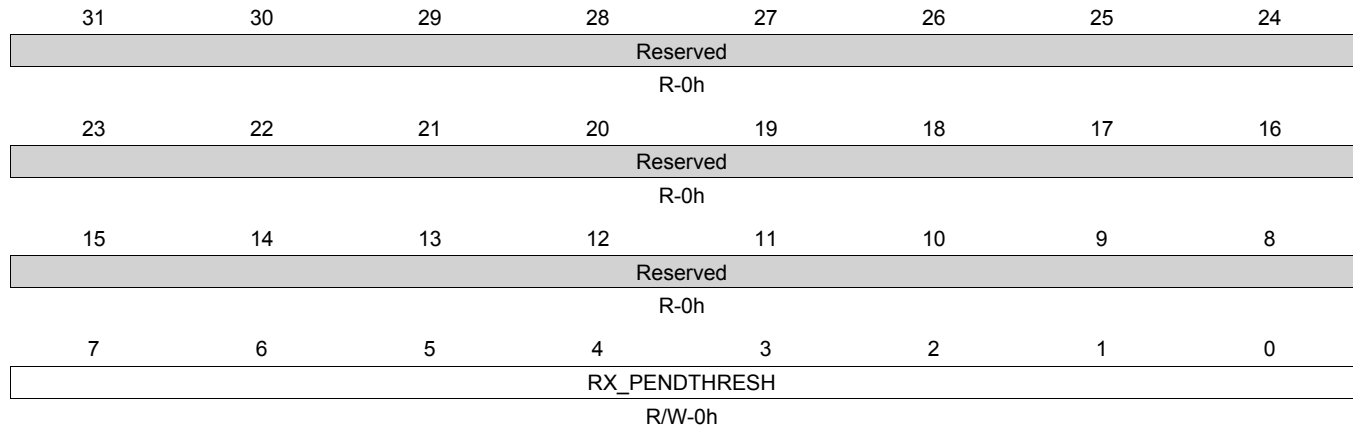 31 30 29 28 27 26 25 24
Reserved
R-0h
23 22 21 20 19 18 17 16
Reserved
R-0h
15 14 13 12 11 10 9 8
Reserved
R-0h
7 6 5 4 3 2 1 0
RX_PENDTHRESH
R/W-0h